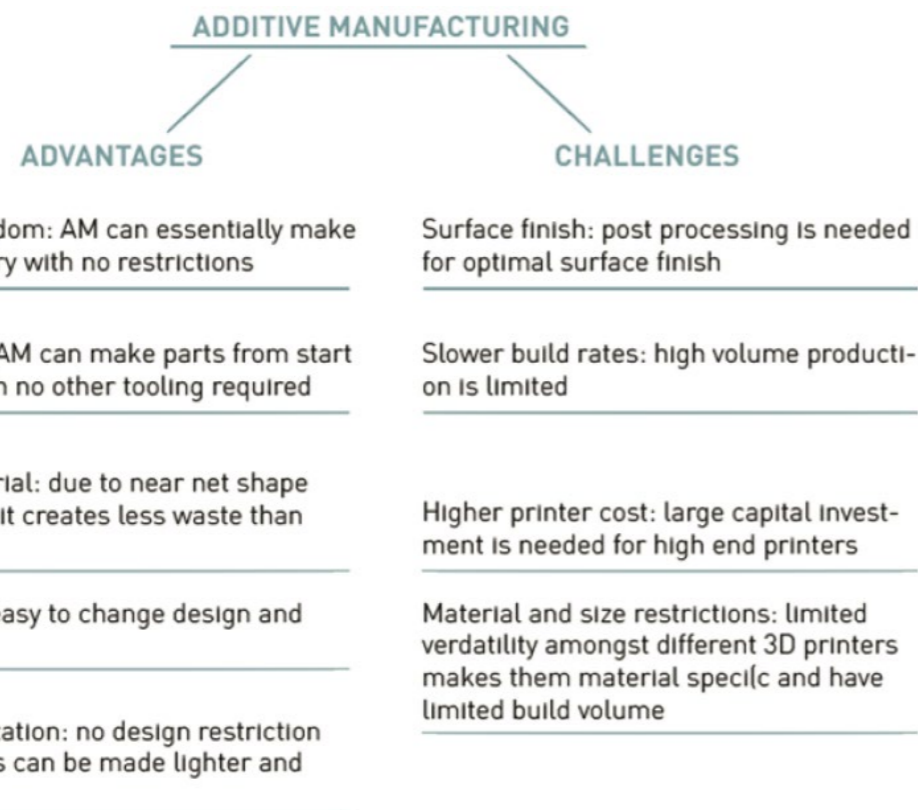 ADDITIVE MANUFACTURING
ADVANTAGES
dom: AM can essentially make
ry with no restrictions
AM can make parts from start
n no other tooling required
rial: due to near net shape
it creates less waste than
easy to change design and
ation: no design restriction
s can be made lighter and
CHALLENGES
Surface finish: post processing is needed
for optimal surface finish
Slower build rates: high volume producti-
on is limited
Higher printer cost: large capital invest-
ment is needed for high end printers
Material and size restrictions: limited
verdatility amongst different 3D printers
makes them material speci(c and have
limited build volume